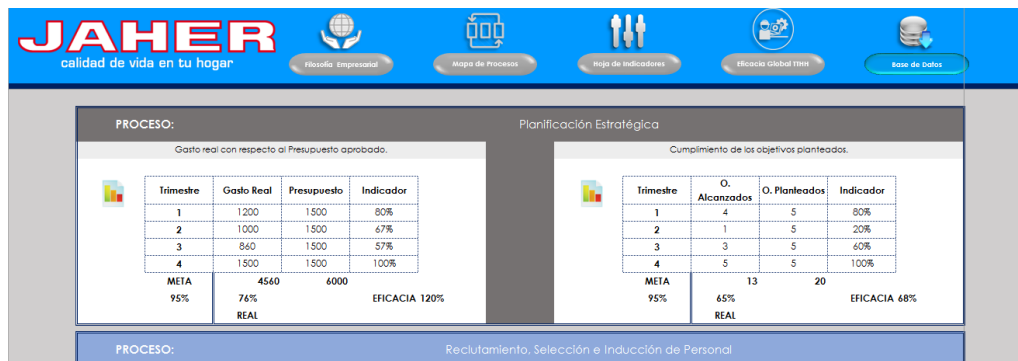 JAHER
calidad de vida en tu hogar
Filosofía Empresarial
Mapa de Procesos
Hoja de Indicadores
Eficacia Global TTHH
Base de Datos
PROCESO: Planificación Estratégica
Gasto real con respecto al Presupuesto aprobado.
Trimestre Gasto Real Presupuesto Indicador
1 1200 1500 80%
2 1000 1500 67%
3 860 1500 57%
4 1500 1500 100%
META 4560 6000
95% 76% EFICACIA 120%
REAL
Cumplimiento de los objetivos planteados.
Trimestre O. Alcanzados O. Planteados Indicador
1 4 5 80%
2 1 5 20%
3 3 5 60%
4 5 5 100%
META 13 20
95% 65% EFICACIA 68%
REAL
PROCESO: Reclutamiento, Selección e Inducción de Personal